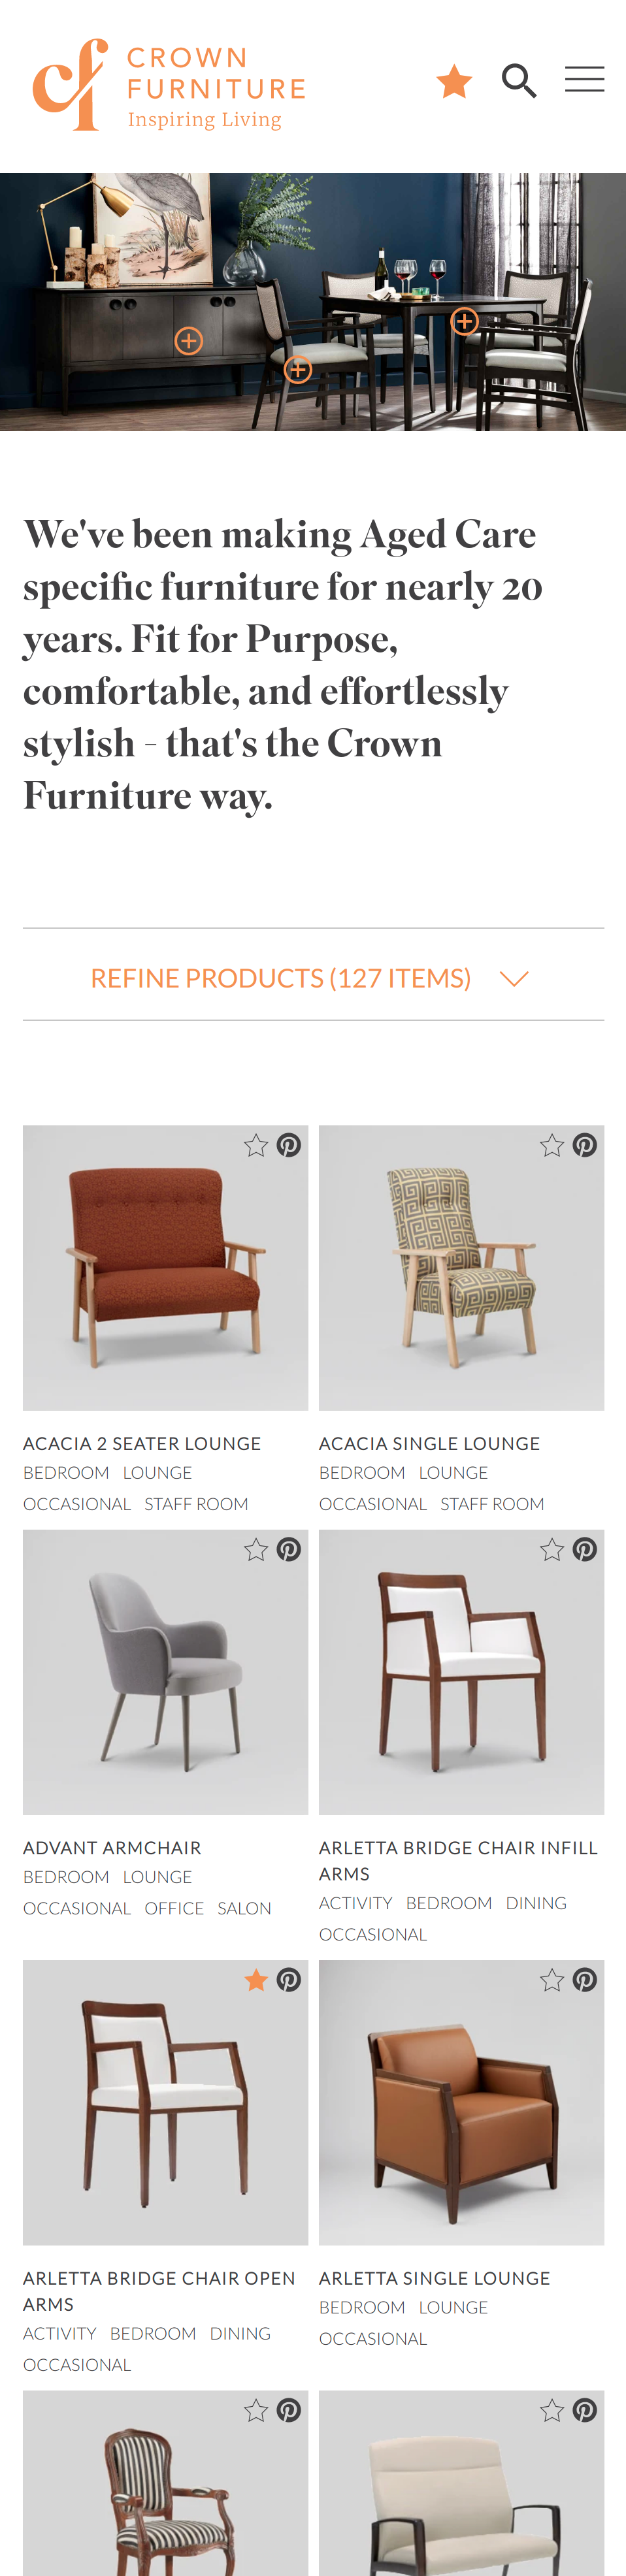 CROWN
FURNITURE
Inspiring Living
We've been making Aged Care
specific furniture for nearly 20
years. Fit for Purpose,
comfortable, and effortlessly
stylish - that's the Crown
Furniture way.
REFINE PRODUCTS (127 ITEMS)
ACACIA 2 SEATER LOUNGE
BEDROOM LOUNGE
OCCASIONAL STAFF ROOM
ACACIA SINGLE LOUNGE
BEDROOM LOUNGE
OCCASIONAL STAFF ROOM
ADVANT ARMCHAIR
BEDROOM LOUNGE
OCCASIONAL OFFICE SALON
ARLETTA BRIDGE CHAIR INFILL
ARMS
ACTIVITY BEDROOM DINING
OCCASIONAL
ARLETTA BRIDGE CHAIR OPEN
ARMS
ACTIVITY BEDROOM DINING
OCCASIONAL
ARLETTA SINGLE LOUNGE
BEDROOM LOUNGE
OCCASIONAL